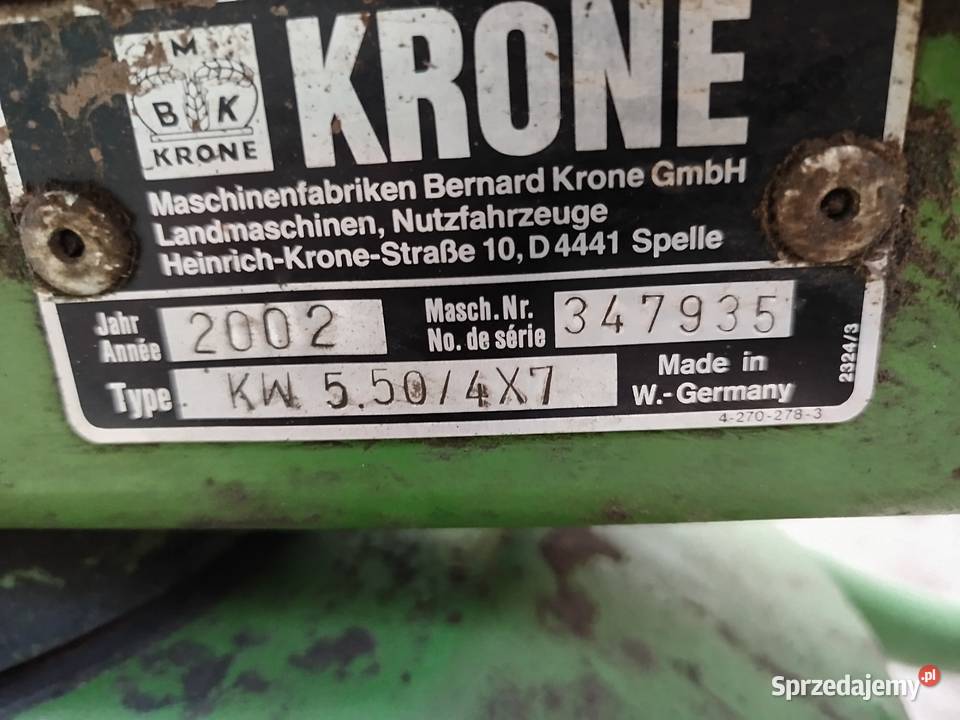 M
B K
KRONE
KRONE
Maschinenfabriken Bernard Krone GmbH
Landmaschinen, Nutzfahrzeuge
Heinrich-Krone-Straße 10, D 4441 Spelle
Jahr
Année
2002
Masch.Nr.
No. de série
347935
Type
KW 5.50/4X7
Made in
W.-Germany
4-270-278-3
2324/3
Sprzedajemy.pl